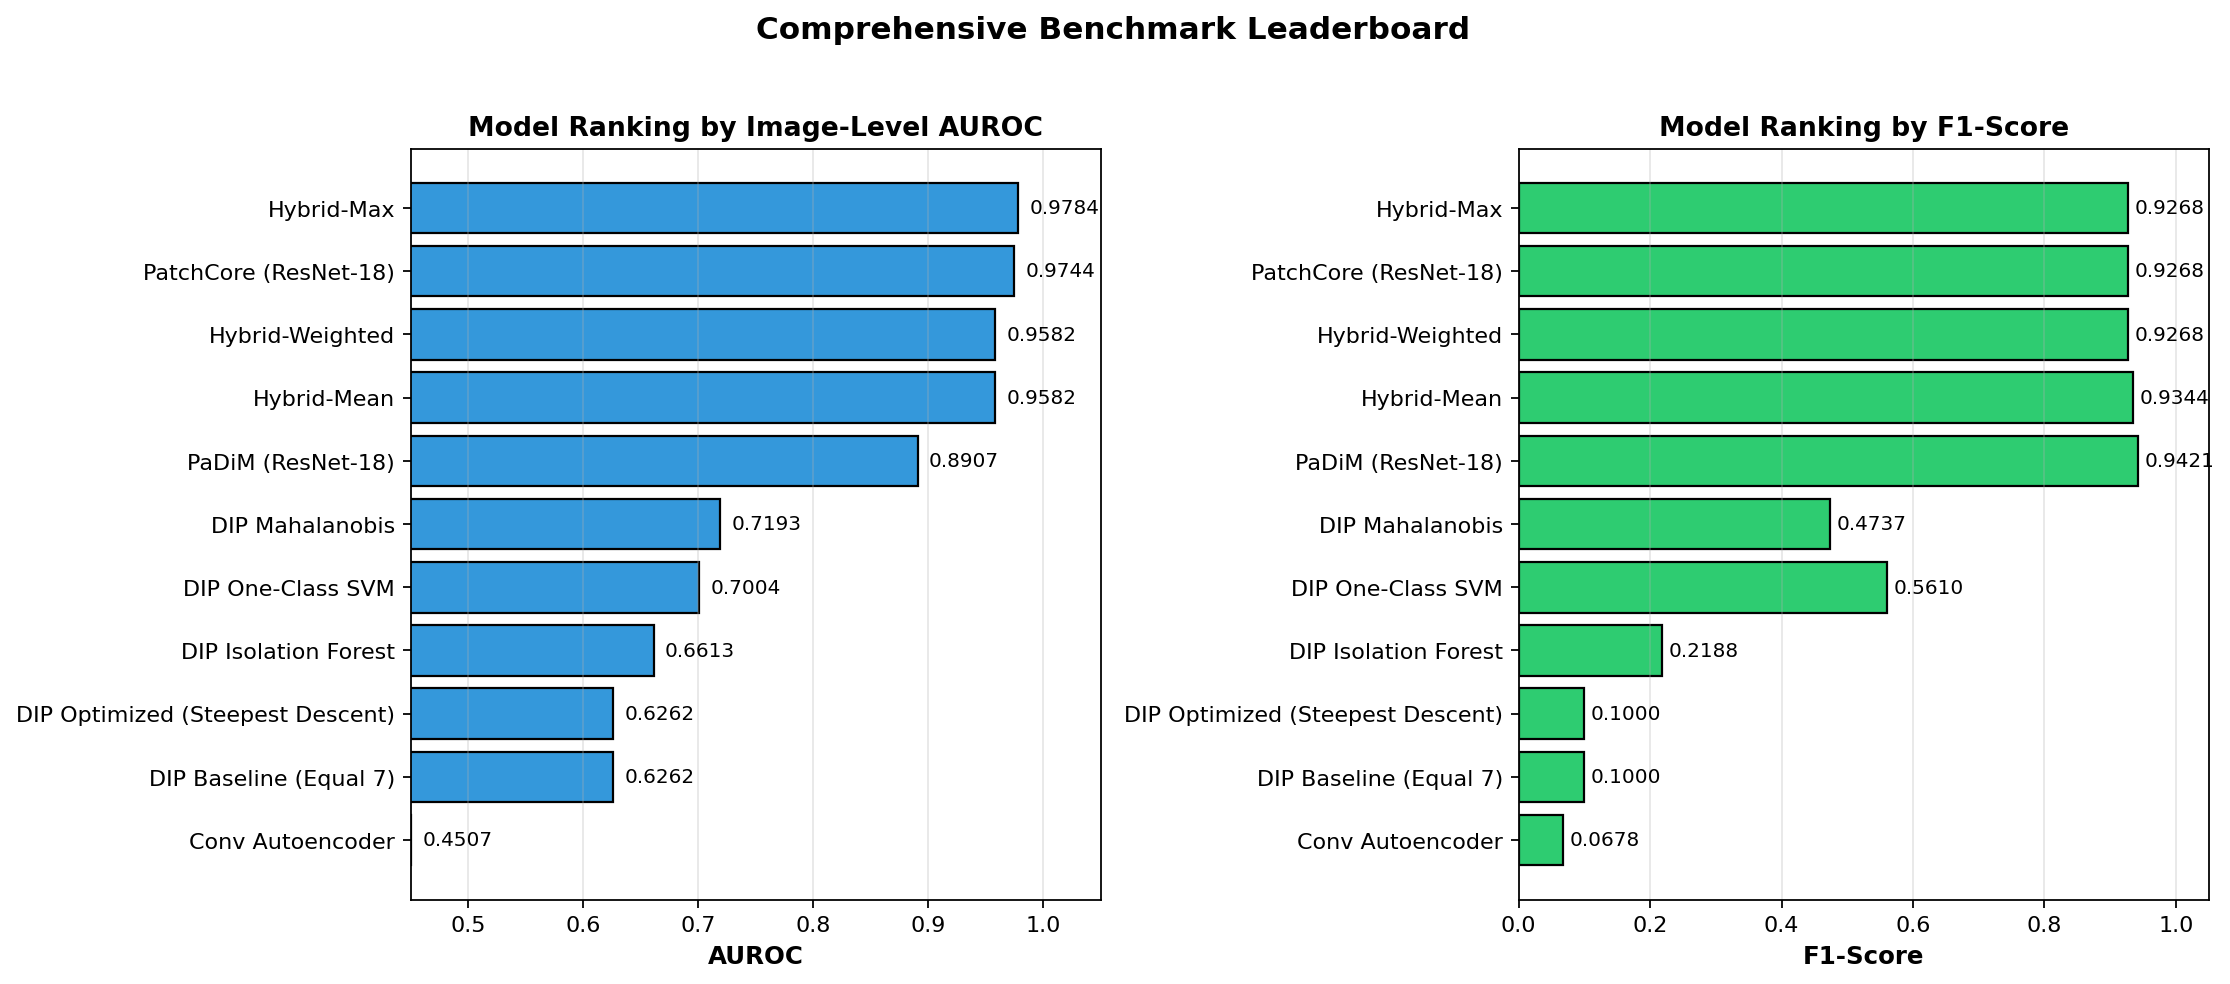 Comprehensive Benchmark Leaderboard
Model Ranking by Image-Level AUROC
Hybrid-Max 0.9784
PatchCore (ResNet-18) 0.9744
Hybrid-Weighted 0.9582
Hybrid-Mean 0.9582
PaDiM (ResNet-18) 0.8907
DIP Mahalanobis 0.7193
DIP One-Class SVM 0.7004
DIP Isolation Forest 0.6613
DIP Optimized (Steepest Descent) 0.6262
DIP Baseline (Equal 7) 0.6262
Conv Autoencoder 0.4507
0.5 0.6 0.7 0.8 0.9 1.0
AUROC
Model Ranking by F1-Score
Hybrid-Max 0.9268
PatchCore (ResNet-18) 0.9268
Hybrid-Weighted 0.9268
Hybrid-Mean 0.9344
PaDiM (ResNet-18) 0.9421
DIP Mahalanobis 0.4737
DIP One-Class SVM 0.5610
DIP Isolation Forest 0.2188
DIP Optimized (Steepest Descent) 0.1000
DIP Baseline (Equal 7) 0.1000
Conv Autoencoder 0.0678
0.0 0.2 0.4 0.6 0.8 1.0
F1-Score